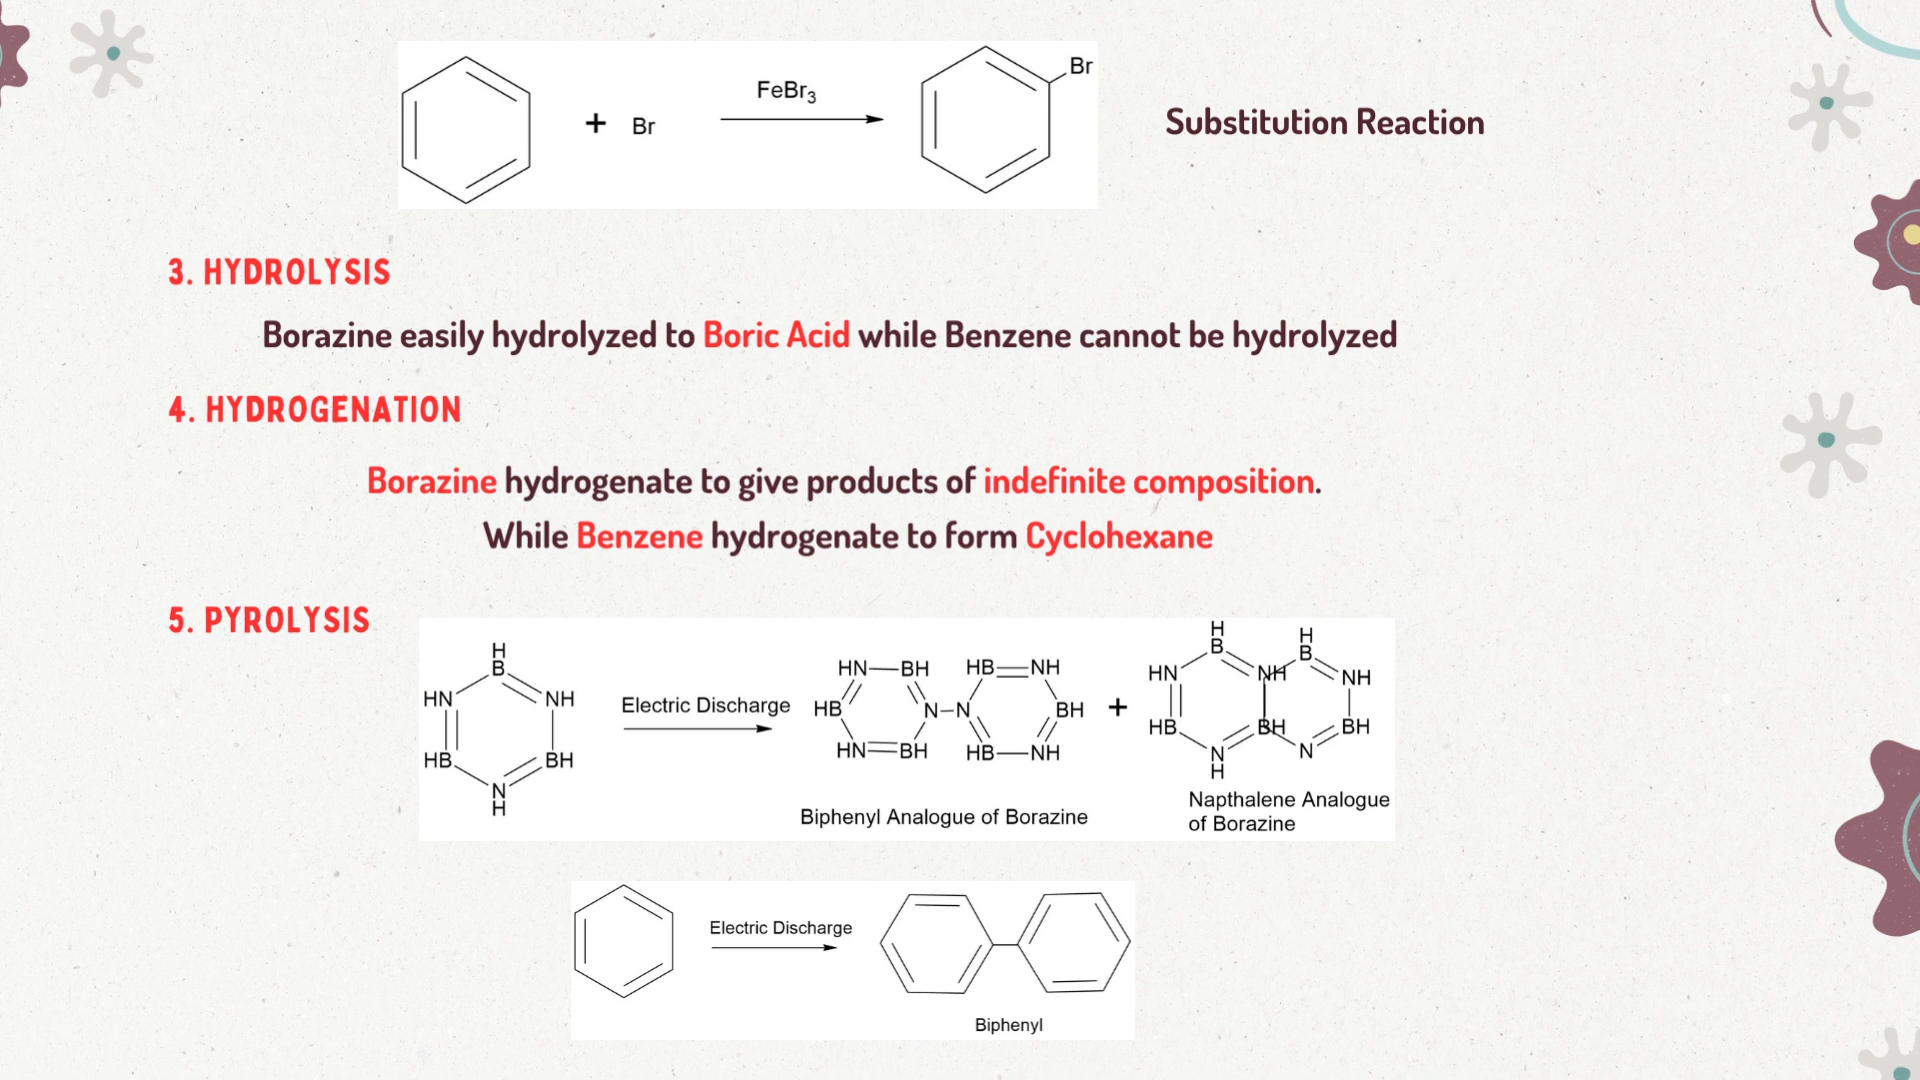 Br
+ Br
FeBr3
Substitution Reaction
3. HYDROLYSIS
Borazine easily hydrolyzed to Boric Acid while Benzene cannot be hydrolyzed
4. HYDROGENATION
Borazine hydrogenate to give products of indefinite composition.
While Benzene hydrogenate to form Cyclohexane
5. PYROLYSIS
H
B
HN NH
HB BH
N
H
Electric Discharge
HN BH HB NH
HB N N BH
HN BH HB NH
+
H H
B B
HN NH NH
HB BH BH
N N
H
Biphenyl Analogue of Borazine
Napthalene Analogue
of Borazine
Electric Discharge
Biphenyl